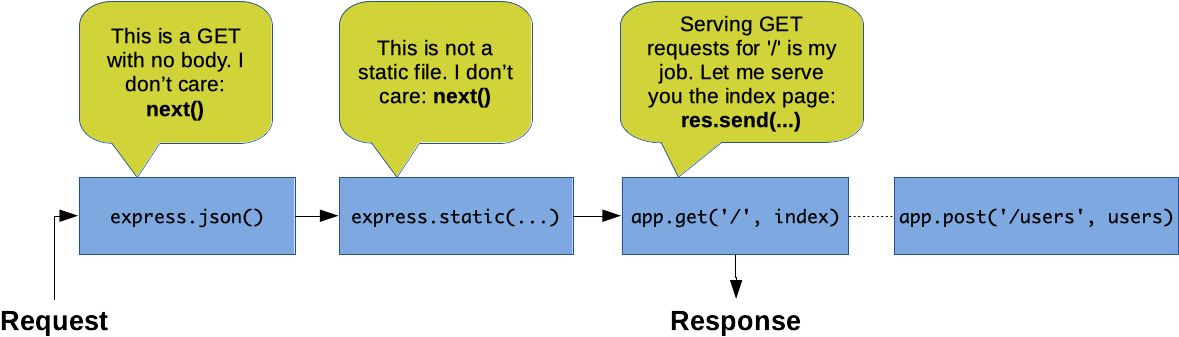 This is a GET
with no body. I
don’t care:
next()
This is not a
static file. I don’t
care: next()
Serving GET
requests for '/' is my
job. Let me serve
you the index page:
res.send(...)
express.json()
express.static(...)
app.get('/', index)
app.post('/users', users)
Request
Response